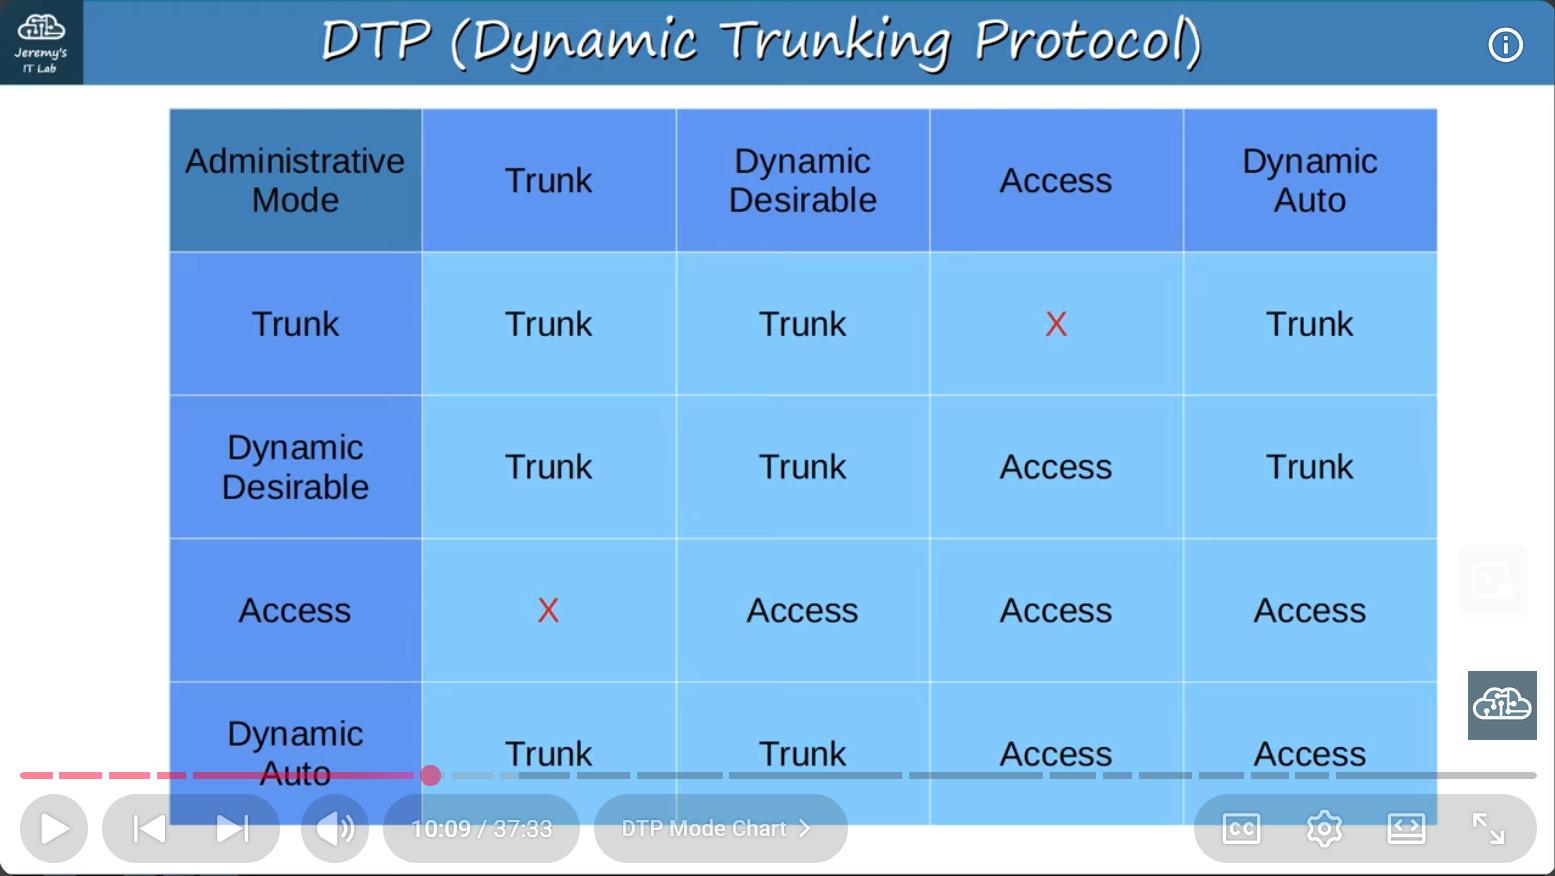 Jeremy's
IT Lab
DTP (Dynamic Trunking Protocol)
Administrative
Mode
Trunk
Dynamic
Desirable
Access
Dynamic
Auto
Trunk
Trunk
Trunk
X
Trunk
Dynamic
Desirable
Trunk
Trunk
Access
Trunk
Access
X
Access
Access
Access
Dynamic
Auto
Trunk
Trunk
Access
Access
10:09 / 37:33
DTP Mode Chart
CC